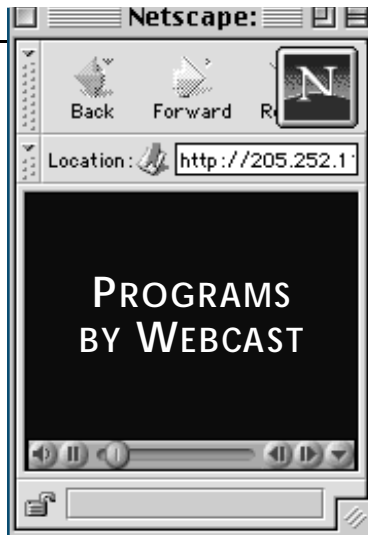 Netscape:
Back Forward R
N
Location: http://205.252.1
PROGRAMS
BY WEBCAST